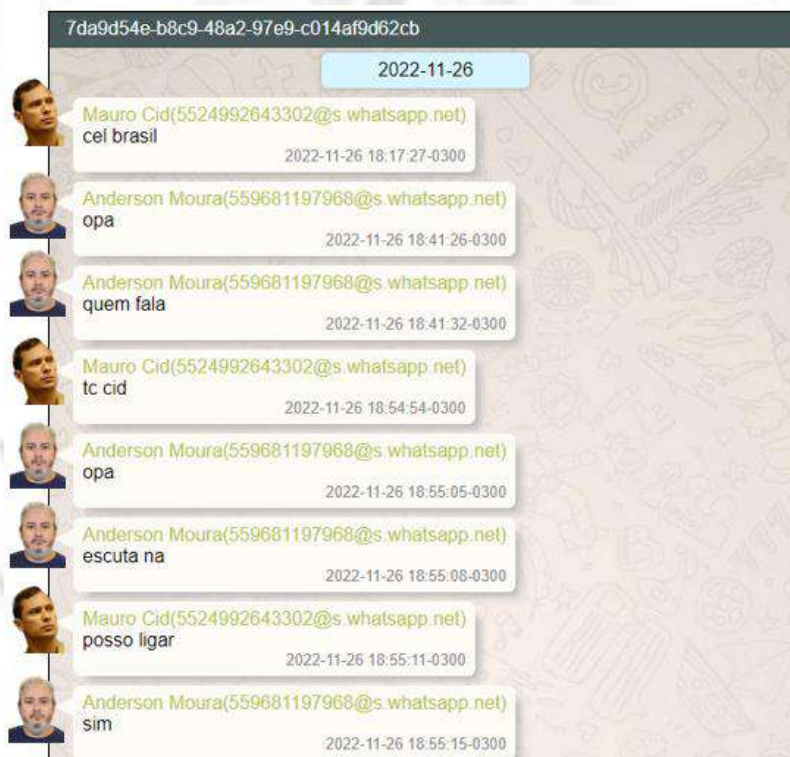 7da9d54e-b8c9-48a2-97e9-c014af9d62cb
2022-11-26
Mauro Cid(5524992643302@s.whatsapp.net)
cel brasil
2022-11-26 18:17:27-0300
Anderson Moura(559681197968@s.whatsapp.net)
opa
2022-11-26 18:41:26-0300
Anderson Moura(559681197968@s.whatsapp.net)
quem fala
2022-11-26 18:41:32-0300
Mauro Cid(5524992643302@s.whatsapp.net)
tc cid
2022-11-26 18:54:54-0300
Anderson Moura(559681197968@s.whatsapp.net)
opa
2022-11-26 18:55:05-0300
Anderson Moura(559681197968@s.whatsapp.net)
escuta na
2022-11-26 18:55:08-0300
Mauro Cid(5524992643302@s.whatsapp.net)
posso ligar
2022-11-26 18:55:11-0300
Anderson Moura(559681197968@s.whatsapp.net)
sim
2022-11-26 18:55:15-0300